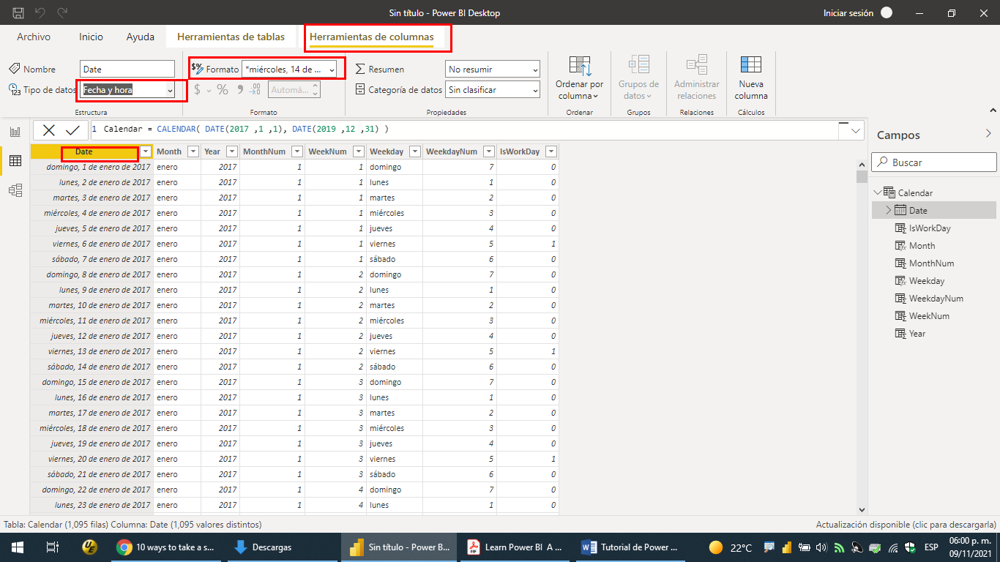 Sin título - Power BI Desktop
Iniciar sesión
Archivo
Inicio
Ayuda
Herramientas de tablas
Herramientas de columnas
Nombre
Date
Tipo de datos
Fecha y hora
Estructura
Formato
*miércoles, 14 de ...
$ % 9
Automá...
Formato
Resumen
No resumir
Categoría de datos
Sin clasificar
Propiedades
Ordenar por
columna
Ordenar
Grupos de
datos
Grupos
Administrar
relaciones
Relaciones
Nueva
columna
Cálculos
1 Calendar = CALENDAR( DATE(2017 ,1 ,1), DATE(2019 ,12 ,31) )
Date Month Year MonthNum WeekNum Weekday WeekdayNum IsWorkDay
domingo, 1 de enero de 2017 enero 2017 1 1 domingo 7 0
lunes, 2 de enero de 2017 enero 2017 1 1 lunes 1 0
martes, 3 de enero de 2017 enero 2017 1 1 martes 2 0
miércoles, 4 de enero de 2017 enero 2017 1 1 miércoles 3 0
jueves, 5 de enero de 2017 enero 2017 1 1 jueves 4 0
viernes, 6 de enero de 2017 enero 2017 1 1 viernes 5 1
sábado, 7 de enero de 2017 enero 2017 1 1 sábado 6 0
domingo, 8 de enero de 2017 enero 2017 1 2 domingo 7 0
lunes, 9 de enero de 2017 enero 2017 1 2 lunes 1 0
martes, 10 de enero de 2017 enero 2017 1 2 martes 2 0
miércoles, 11 de enero de 2017 enero 2017 1 2 miércoles 3 0
jueves, 12 de enero de 2017 enero 2017 1 2 jueves 4 0
viernes, 13 de enero de 2017 enero 2017 1 2 viernes 5 1
sábado, 14 de enero de 2017 enero 2017 1 2 sábado 6 0
domingo, 15 de enero de 2017 enero 2017 1 3 domingo 7 0
lunes, 16 de enero de 2017 enero 2017 1 3 lunes 1 0
martes, 17 de enero de 2017 enero 2017 1 3 martes 2 0
miércoles, 18 de enero de 2017 enero 2017 1 3 miércoles 3 0
jueves, 19 de enero de 2017 enero 2017 1 3 jueves 4 0
viernes, 20 de enero de 2017 enero 2017 1 3 viernes 5 1
sábado, 21 de enero de 2017 enero 2017 1 3 sábado 6 0
domingo, 22 de enero de 2017 enero 2017 1 4 domingo 7 0
lunes, 23 de enero de 2017 enero 2017 1 4 lunes 1 0
Campos
Buscar
Calendar
Date
IsWorkDay
Month
MonthNum
Weekday
WeekdayNum
WeekNum
Year
Tabla: Calendar (1,095 filas) Columna: Date (1,095 valores distintos)
Actualización disponible (clic para descargarla)
UE
10 ways to take a s...
Descargas
Sin título - Power B...
Learn Power BI A ...
Tutorial de Power ...
22°C
ESP
06:00 p. m.
09/11/2021